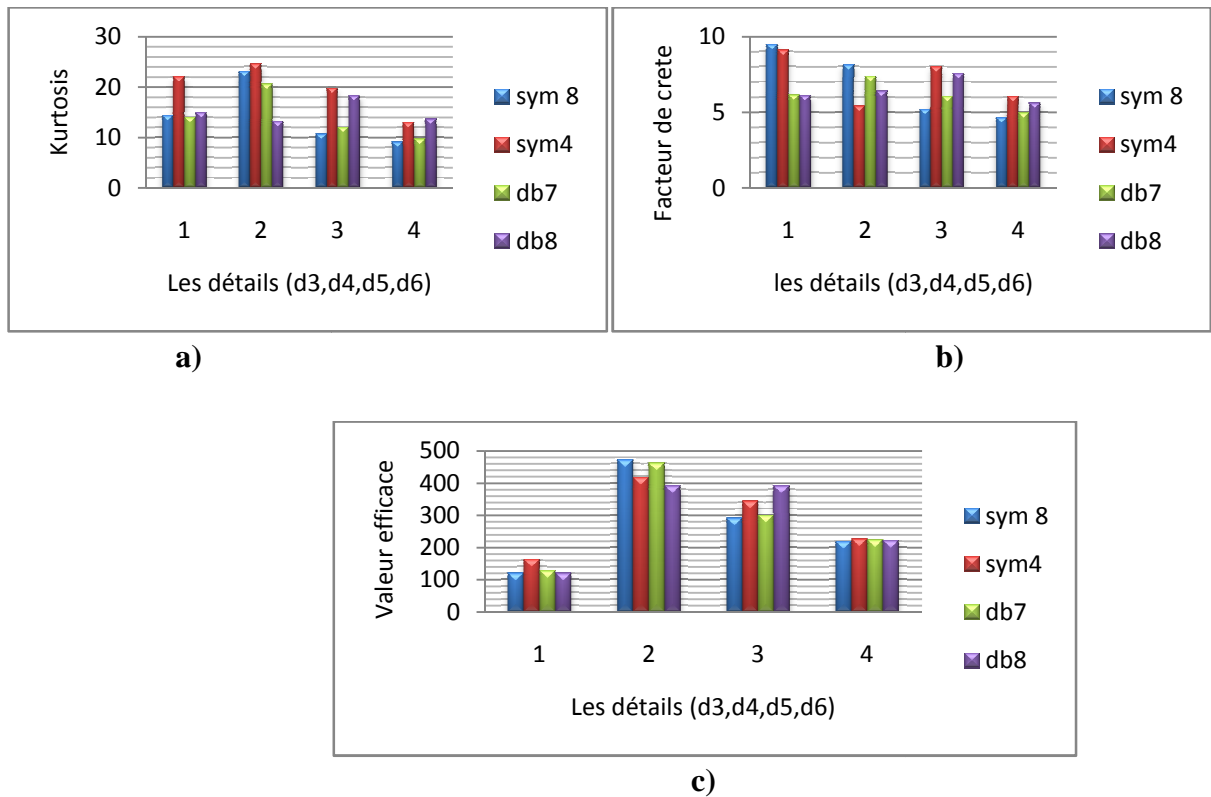 30
20
10
0
Kurtosis
1 2 3 4
Les détails (d3,d4,d5,d6)
sym 8
sym4
db7
db8
a)
10
5
0
Facteur de crete
1 2 3 4
les détails (d3,d4,d5,d6)
sym 8
sym4
db7
db8
b)
500
400
300
200
100
0
Valeur efficace
1 2 3 4
Les détails (d3,d4,d5,d6)
sym 8
sym4
db7
db8
c)